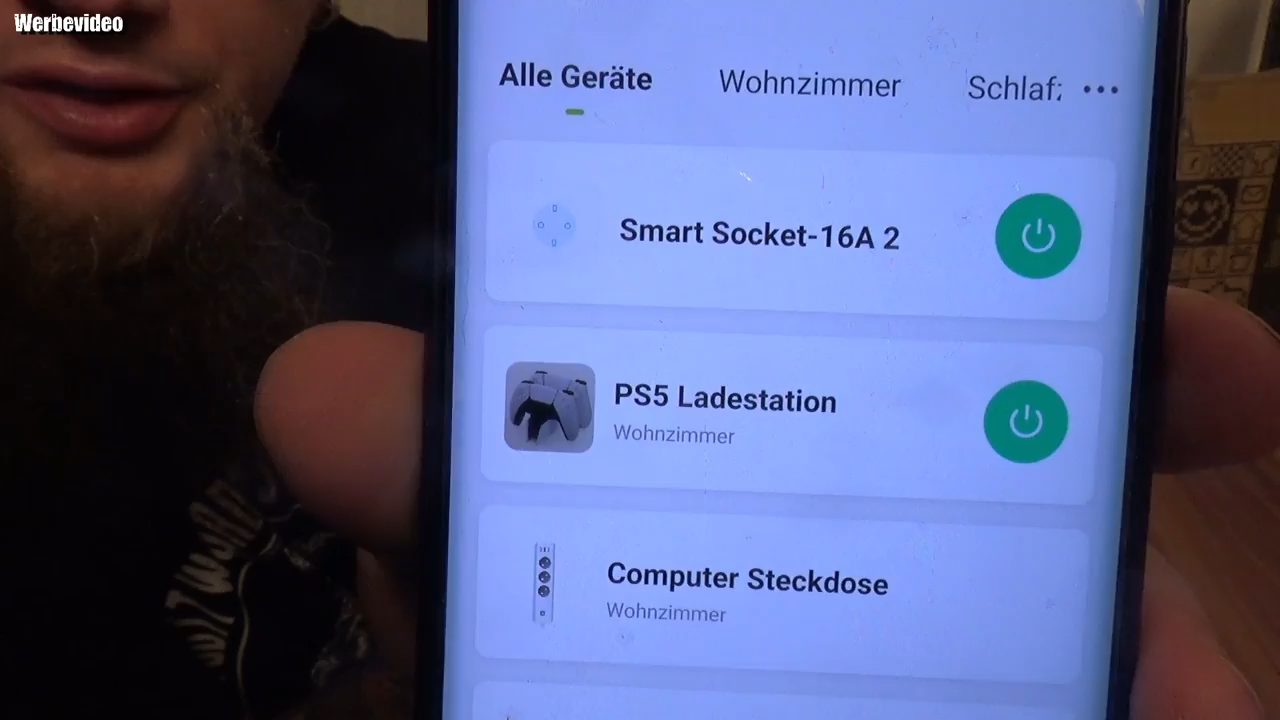 Werbevideo
Alle Geräte
Wohnzimmer
Schlaf
Smart Socket-16A 2
PS5 Ladestation
Wohnzimmer
Computer Steckdose
Wohnzimmer